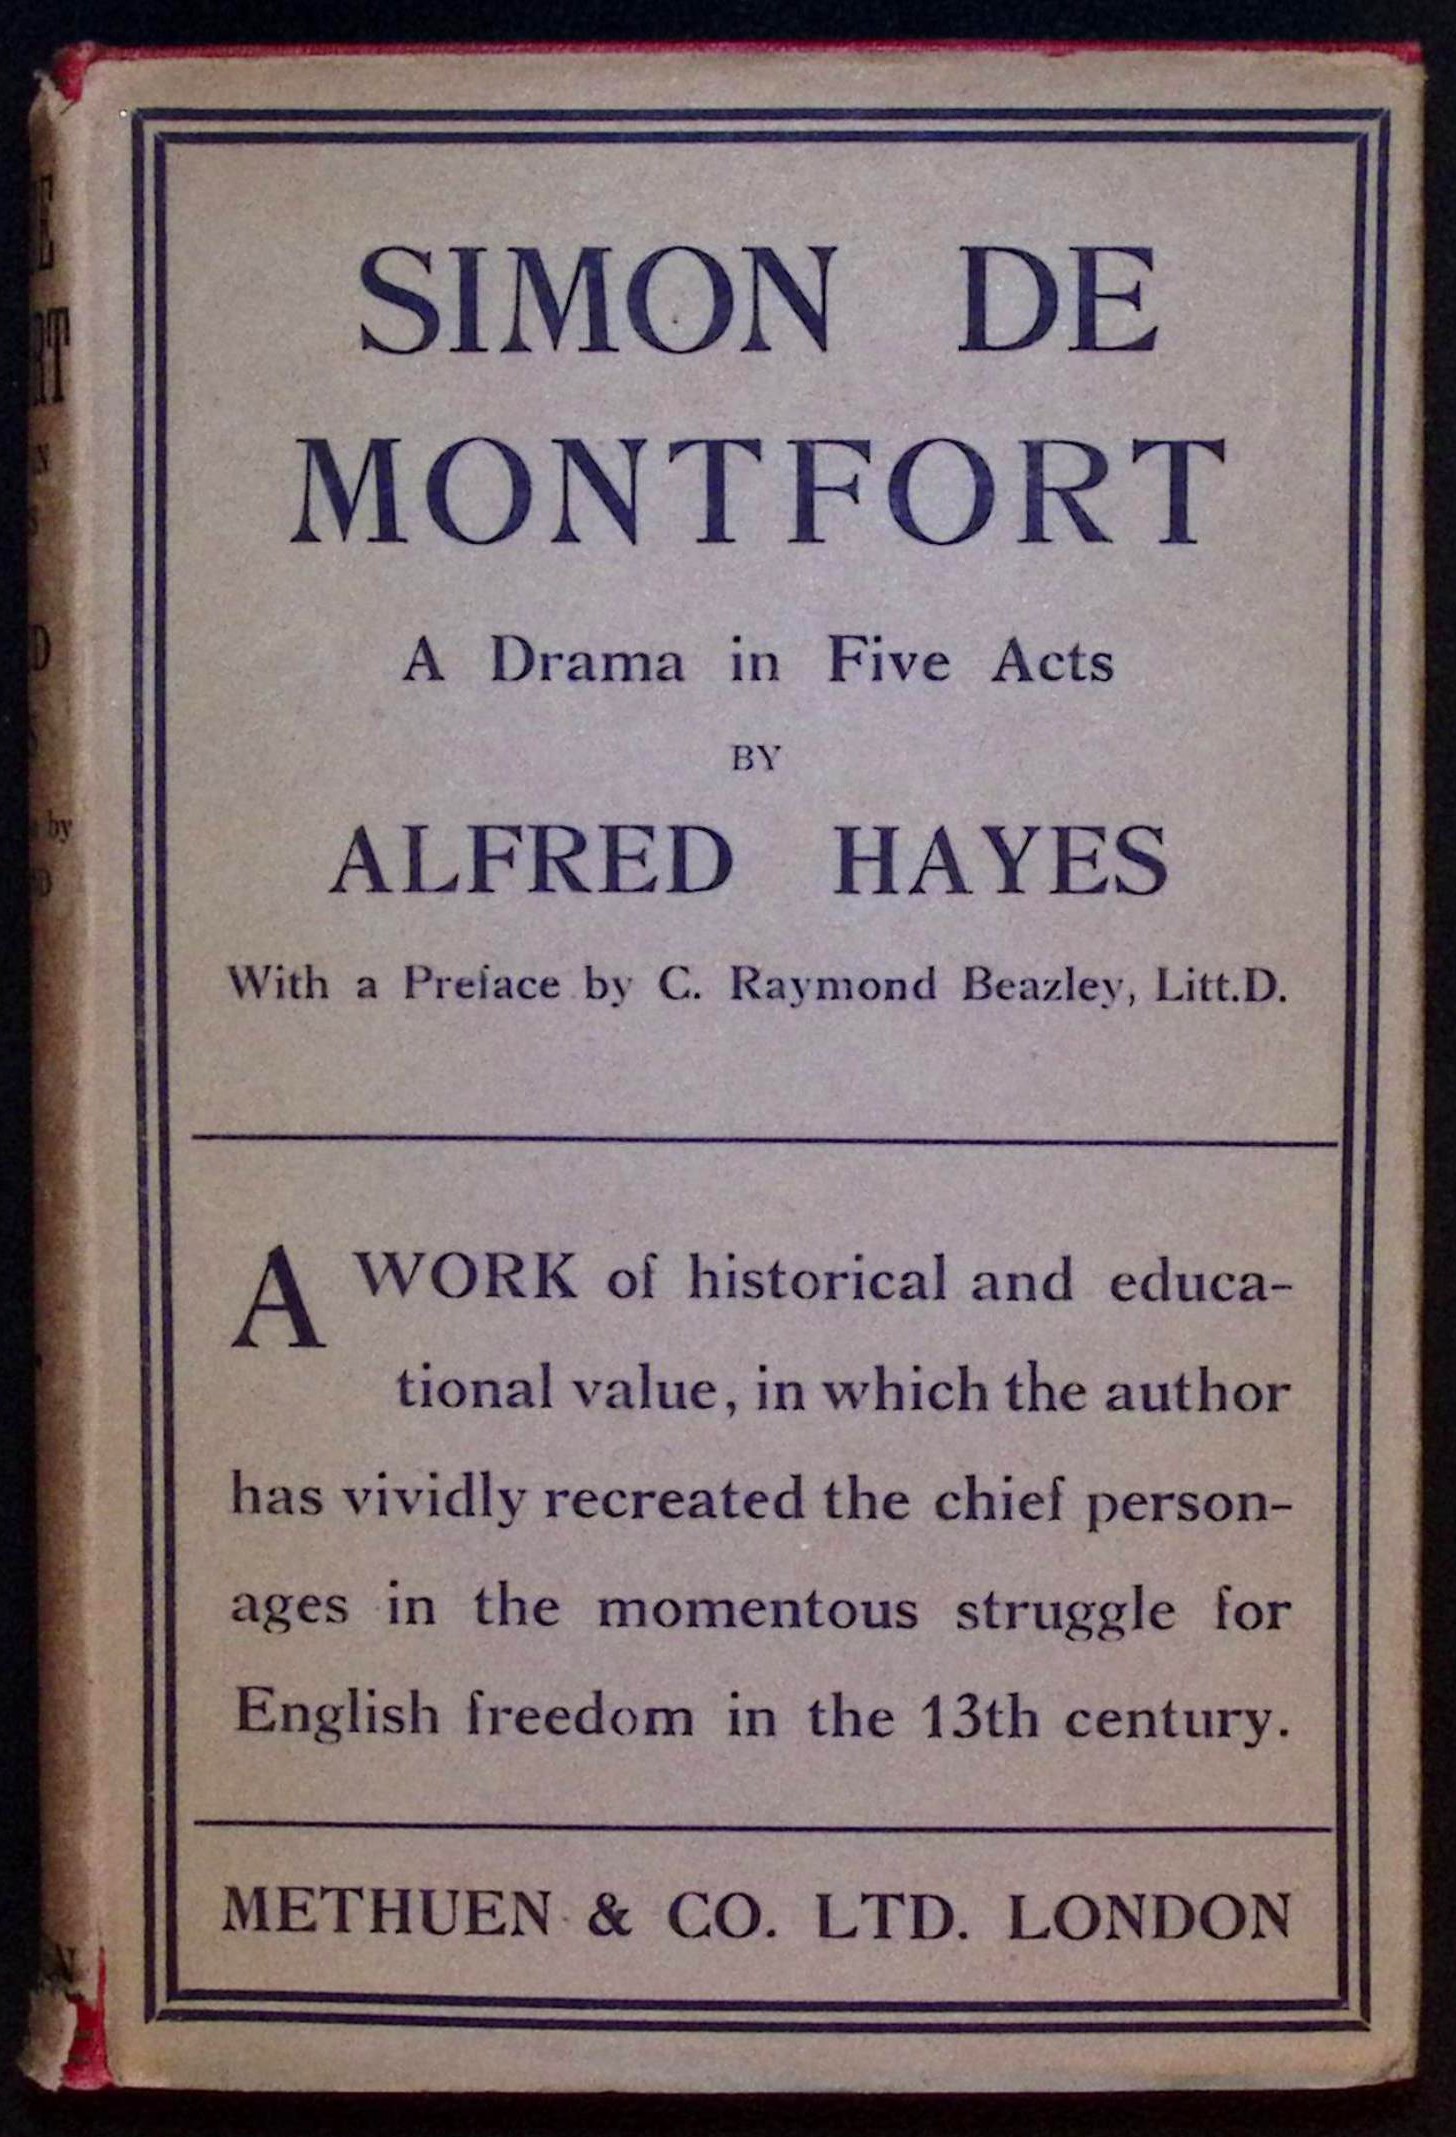 SIMON DE
MONTFORT
A Drama in Five Acts
BY
ALFRED HAYES
With a Preface by C. Raymond Beazley, Litt.D.
A WORK of historical and educa-
tional value, in which the author
has vividly recreated the chief person-
ages in the momentous struggle for
English freedom in the 13th century.
METHUEN & CO. LTD. LONDON
by